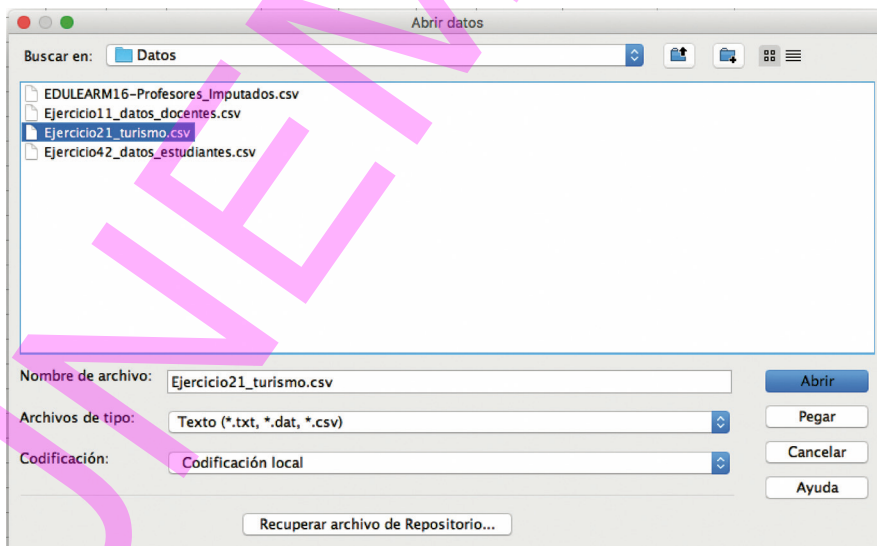 Abrir datos
Buscar en: Datos
EDULEARM16-Profesores_Imputados.csv
Ejercicio11_datos_docentes.csv
Ejercicio21_turismo.csv
Ejercicio42_datos_estudiantes.csv
Nombre de archivo: Ejercicio21_turismo.csv Abrir
Archivos de tipo: Texto (*.txt, *.dat, *.csv) Pegar
Codificación: Codificación local Cancelar
Ayuda
Recuperar archivo de Repositorio...